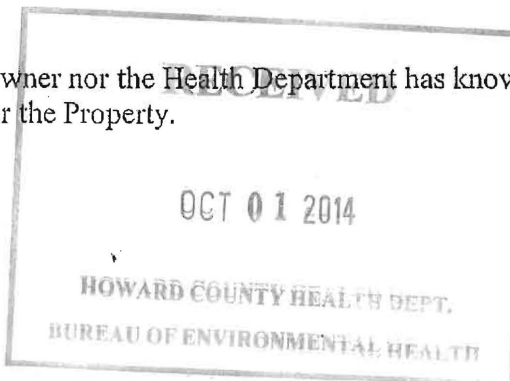 wner nor the Health Department has know
RECEIVED
r the Property.
OCT 01 2014
HOWARD COUNTY HEALTH DEPT.
BUREAU OF ENVIRONMENTAL HEALTH